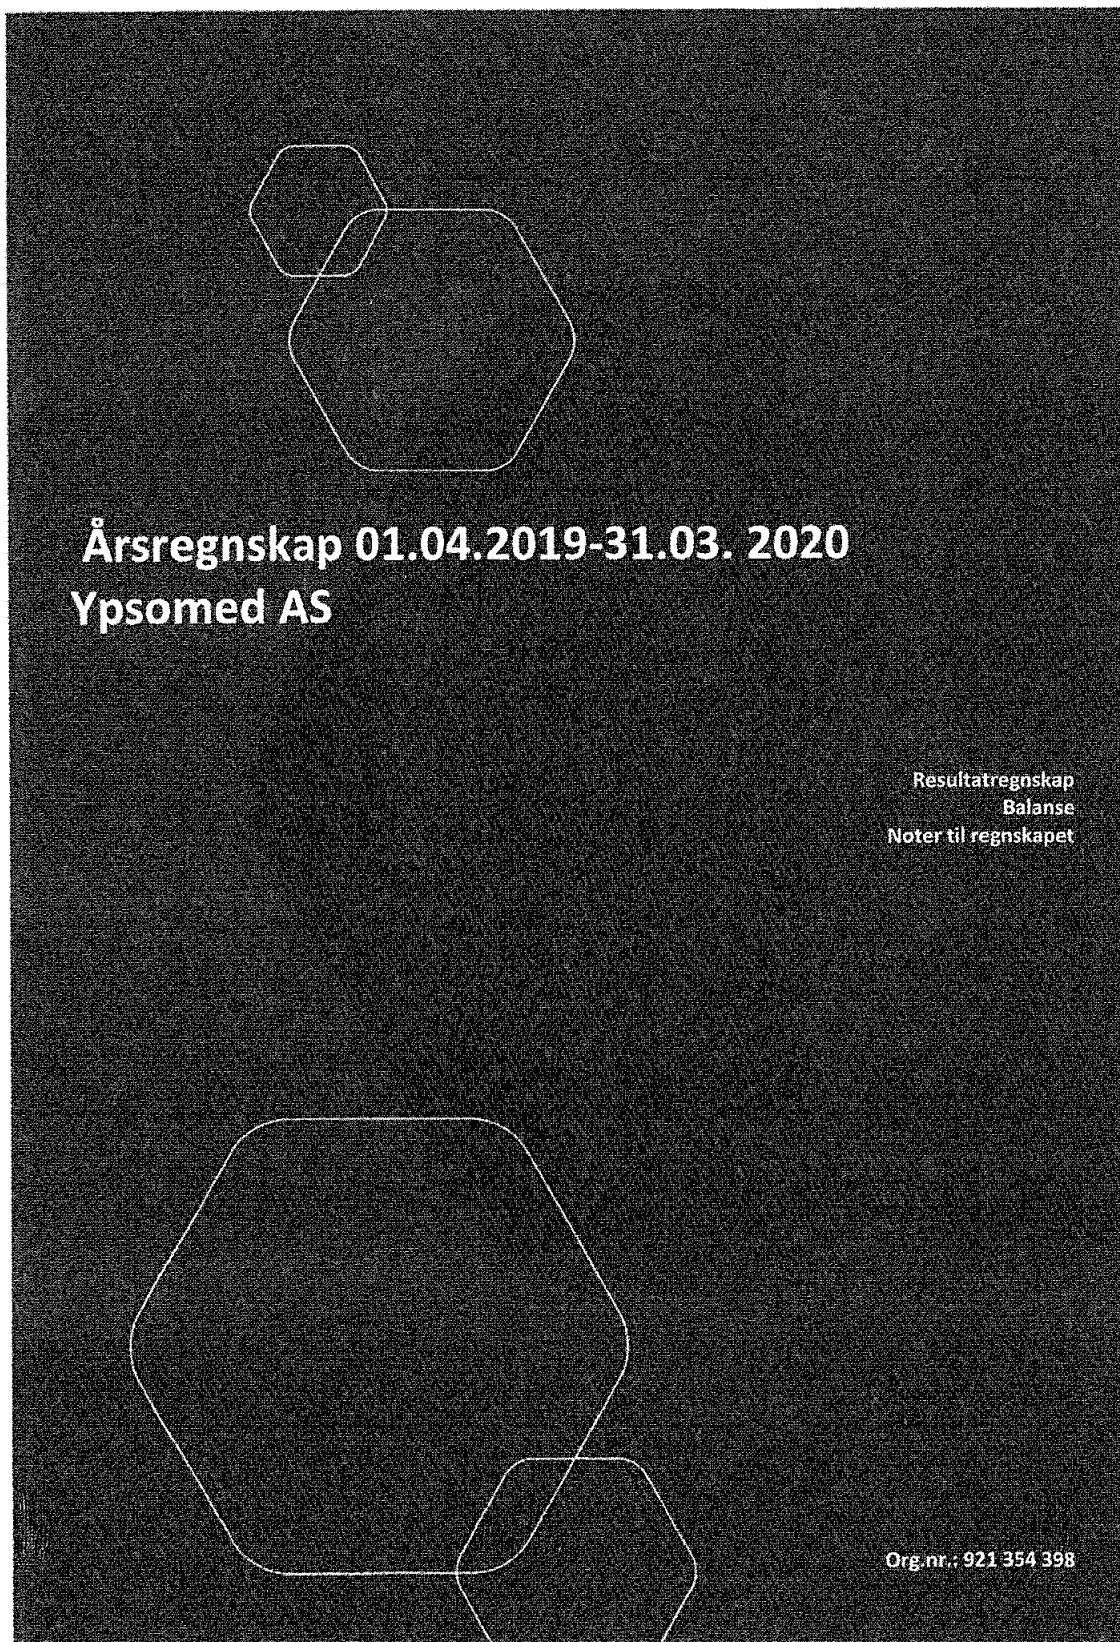 Årsregnskap 01.04.2019-31.03. 2020
Ypsomed AS
Resultatregnskap
Balanse
Noter til regnskapet
Org.nr.: 921 354 398